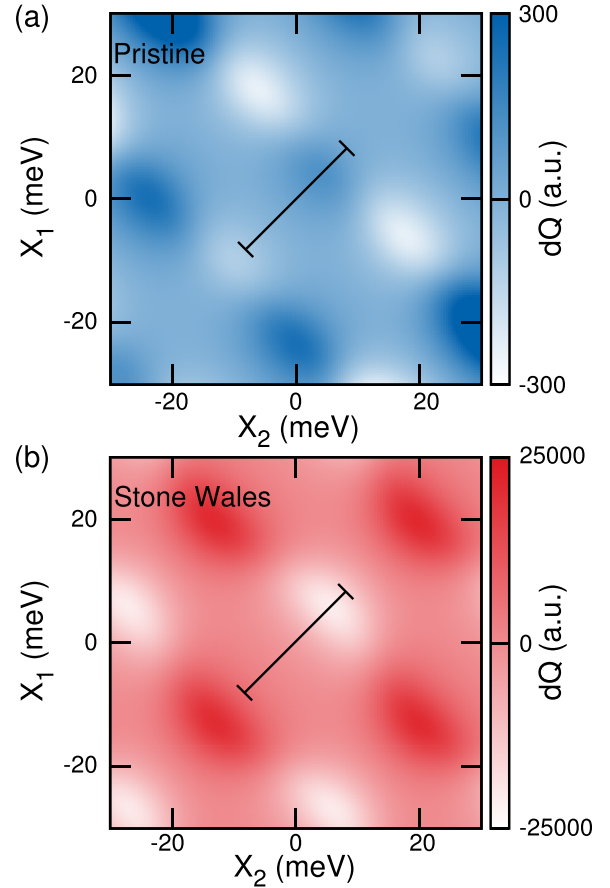 (a)
Pristine
20
0
-20
X1 (meV)
-20
0
20
X2 (meV)
300
0
-300
dQ (a.u.)
(b)
Stone Wales
20
0
-20
X1 (meV)
-20
0
20
X2 (meV)
25000
0
-25000
dQ (a.u.)